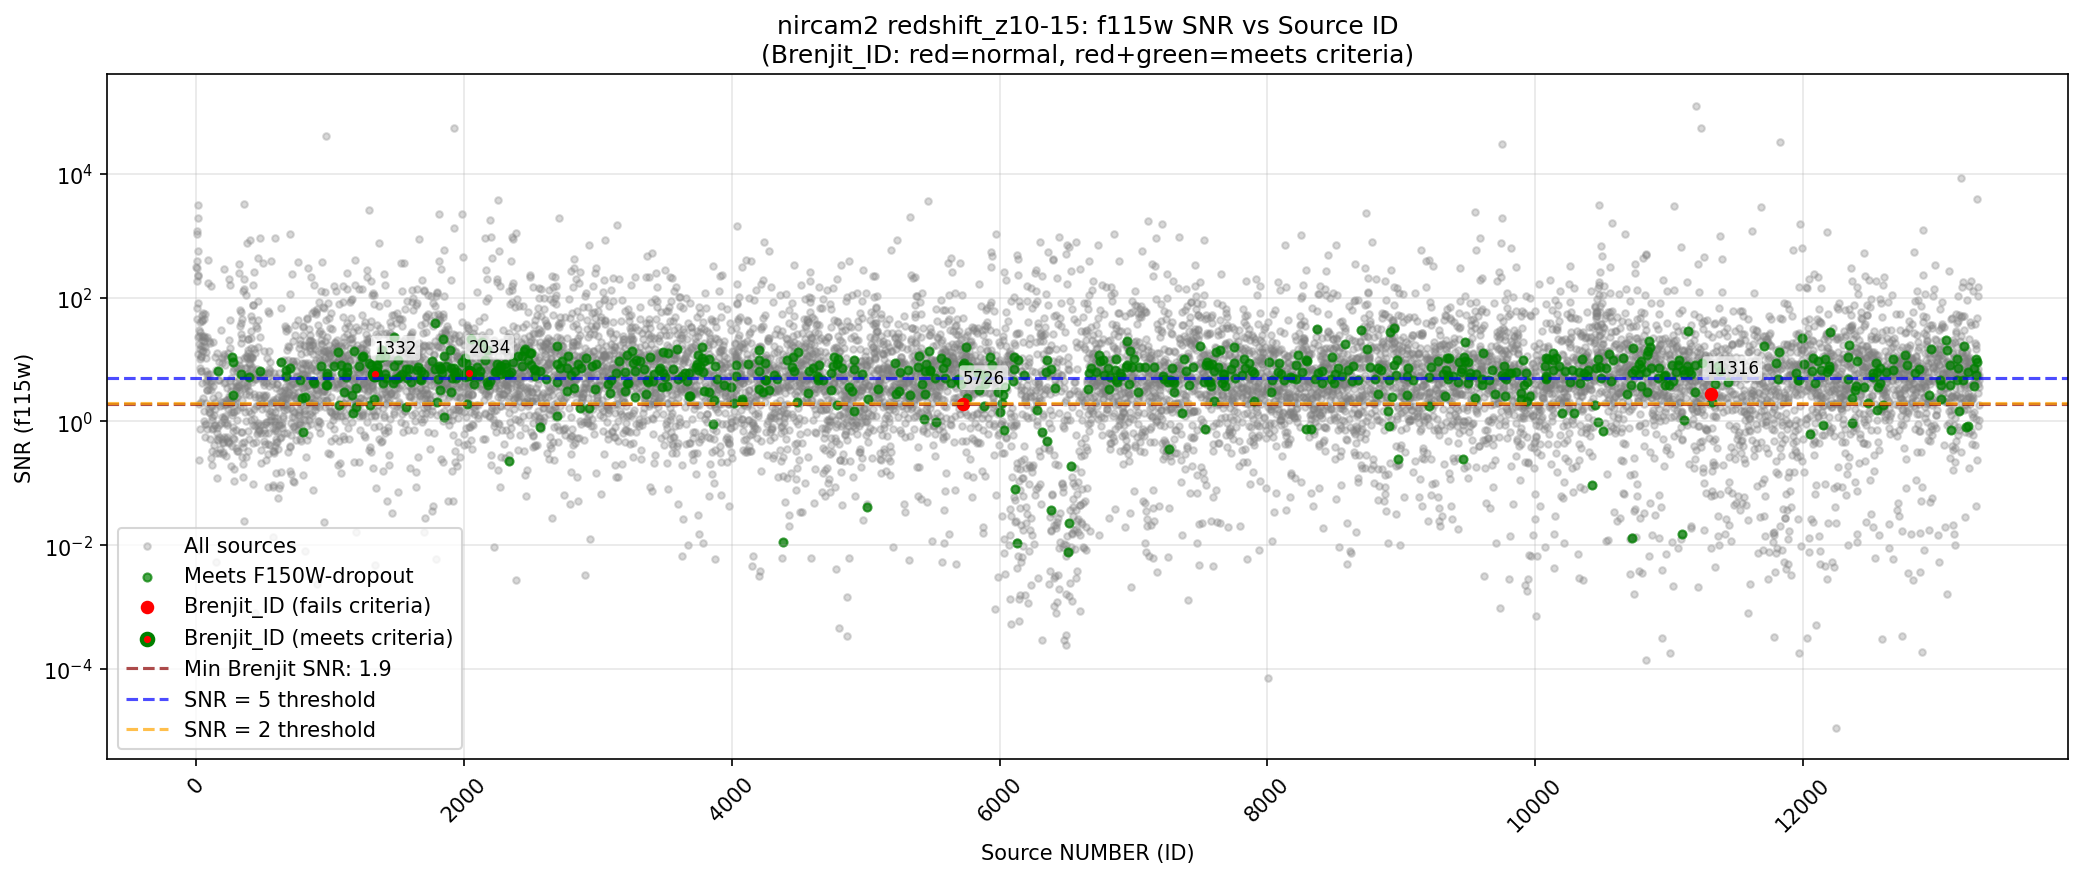 nircam2 redshift_z10-15: f115w SNR vs Source ID
(Brenjit_ID: red=normal, red+green=meets criteria)
SNR (f115w)
10^4
10^2
10^0
10^-2
10^-4
1332
2034
5726
11316
All sources
Meets F150W-dropout
Brenjit_ID (fails criteria)
Brenjit_ID (meets criteria)
Min Brenjit SNR: 1.9
SNR = 5 threshold
SNR = 2 threshold
0
2000
4000
6000
8000
10000
12000
Source NUMBER (ID)